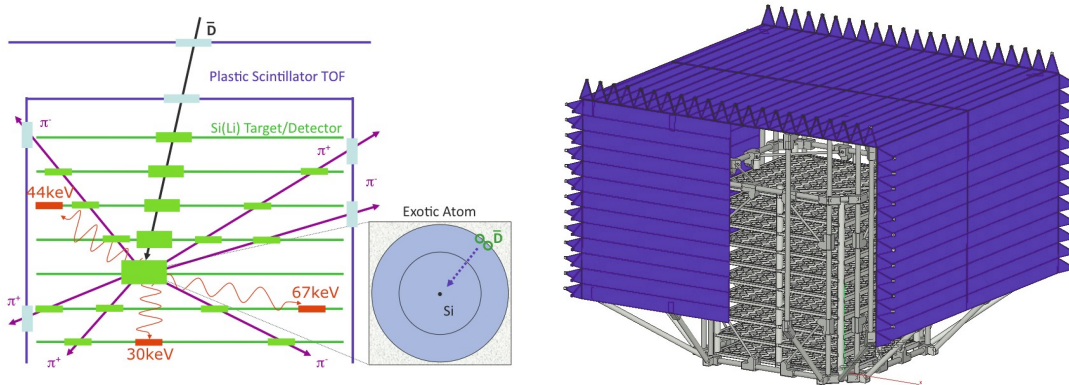 D̄
Plastic Scintillator TOF
Si(Li) Target/Detector
π⁻
π⁺
π⁻
44keV
Exotic Atom
D̄
Si
67keV
π⁺
30keV
π⁺
π⁻
x